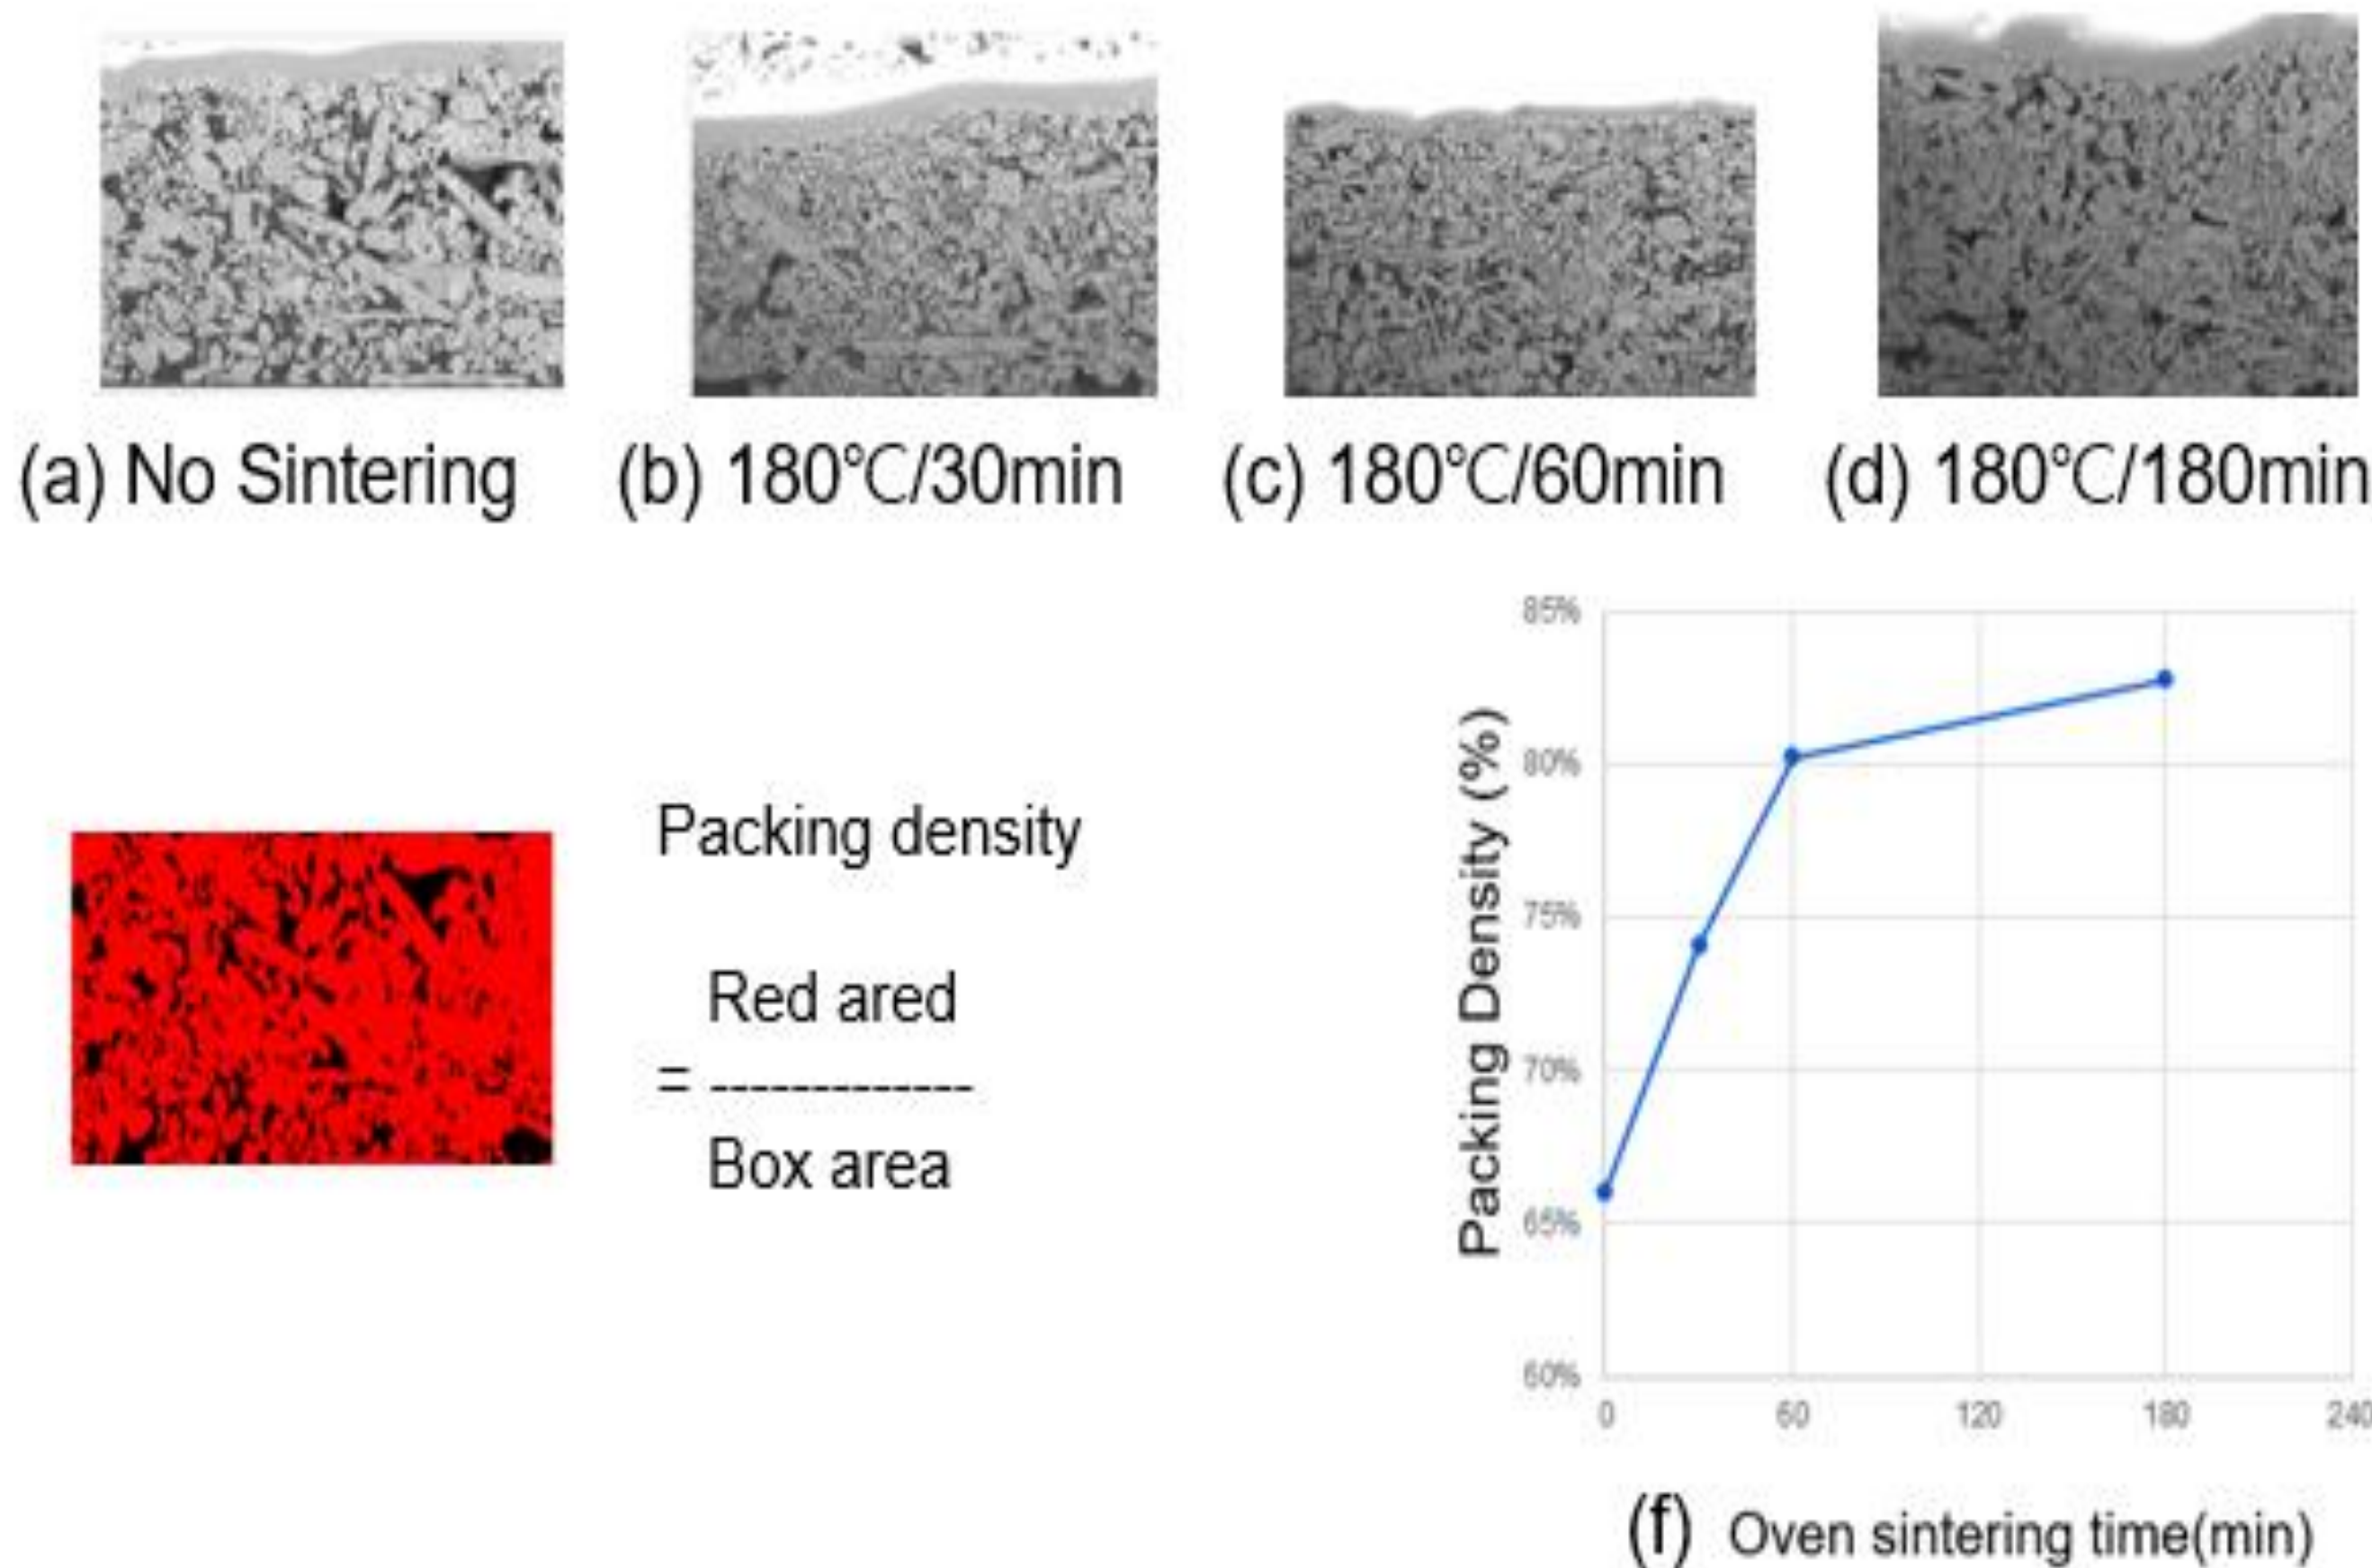 (a) No Sintering
(b) 180℃/30min
(c) 180℃/60min
(d) 180℃/180min
Packing density
Red ared
= -------------
Box area
Packing Density (%)
85%
80%
75%
70%
65%
60%
0
60
120
180
240
(f) Oven sintering time(min)